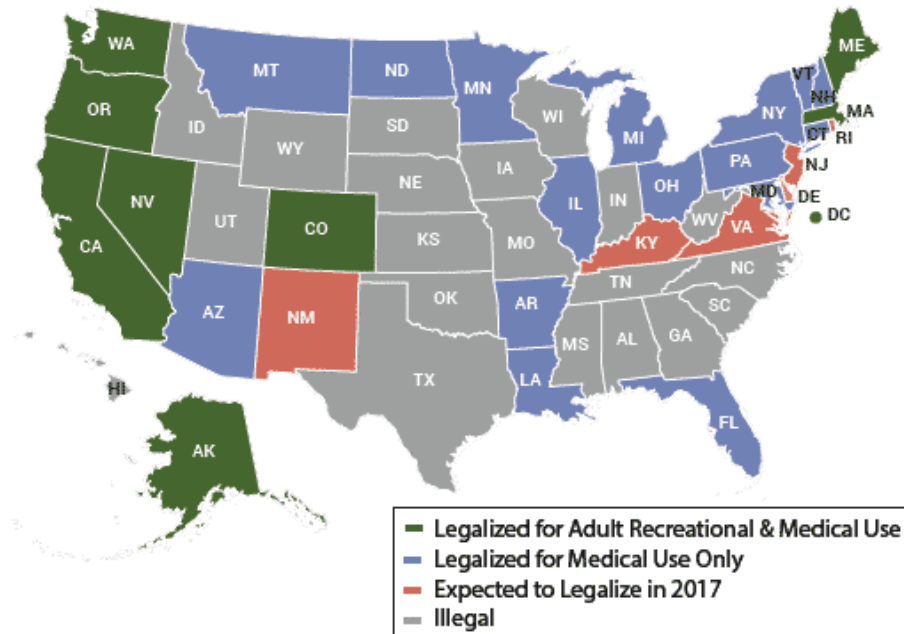 WA
ME
MT
ND
VT
MN
OR
NH
ID
SD
WI
NY
MA
WY
MI
CT
RI
IA
PA
NJ
NE
NV
OH
MD
IL
IN
DE
UT
CO
WV
VA
DC
CA
KS
MO
KY
NC
TN
AZ
NM
OK
AR
SC
MS
AL
GA
TX
LA
HI
FL
AK
Legalized for Adult Recreational & Medical Use
Legalized for Medical Use Only
Expected to Legalize in 2017
Illegal